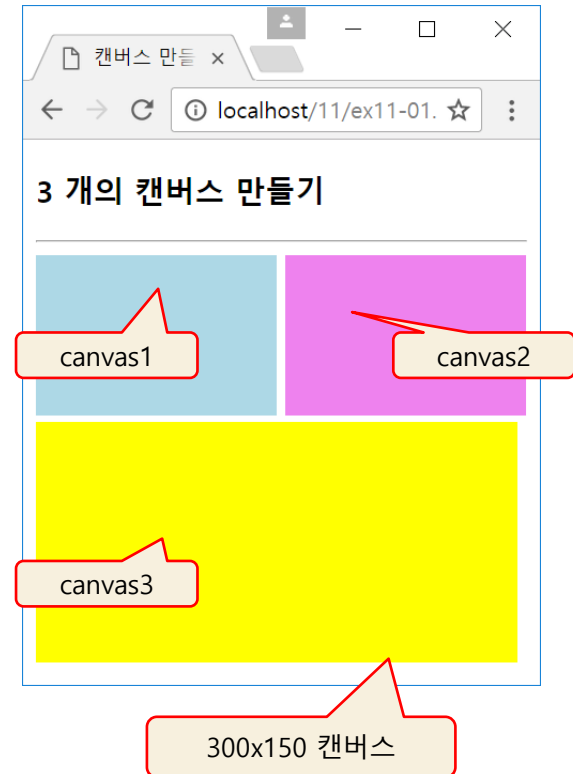 캔버스 만들
localhost/11/ex11-01.
3 개의 캔버스 만들기
canvas1
canvas2
canvas3
300x150 캔버스